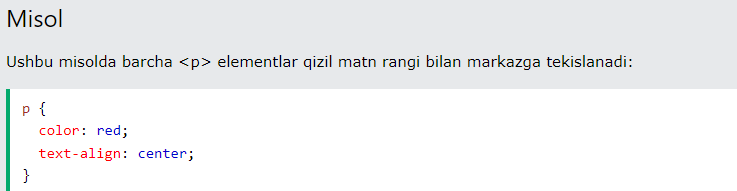 Misol
Ushbu misolda barcha <p> elementlar qizil matn rangi bilan markazga tekislanadi:
p {
  color: red;
  text-align: center;
}